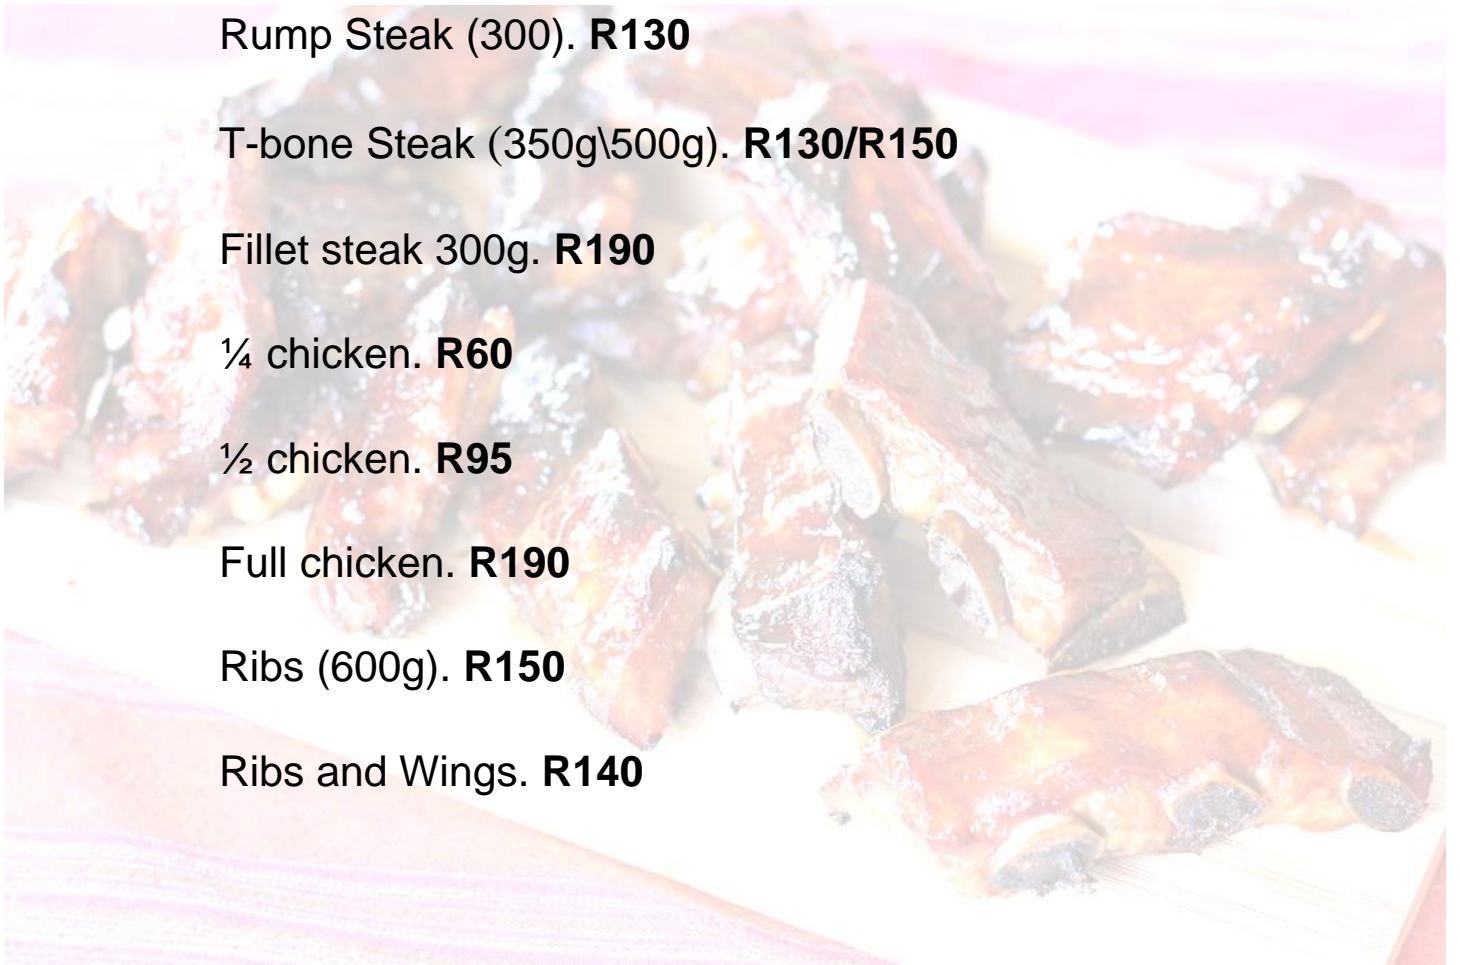 Rump Steak (300). R130
T-bone Steak (350g\500g). R130/R150
Fillet steak 300g. R190
¼ chicken. R60
½ chicken. R95
Full chicken. R190
Ribs (600g). R150
Ribs and Wings. R140